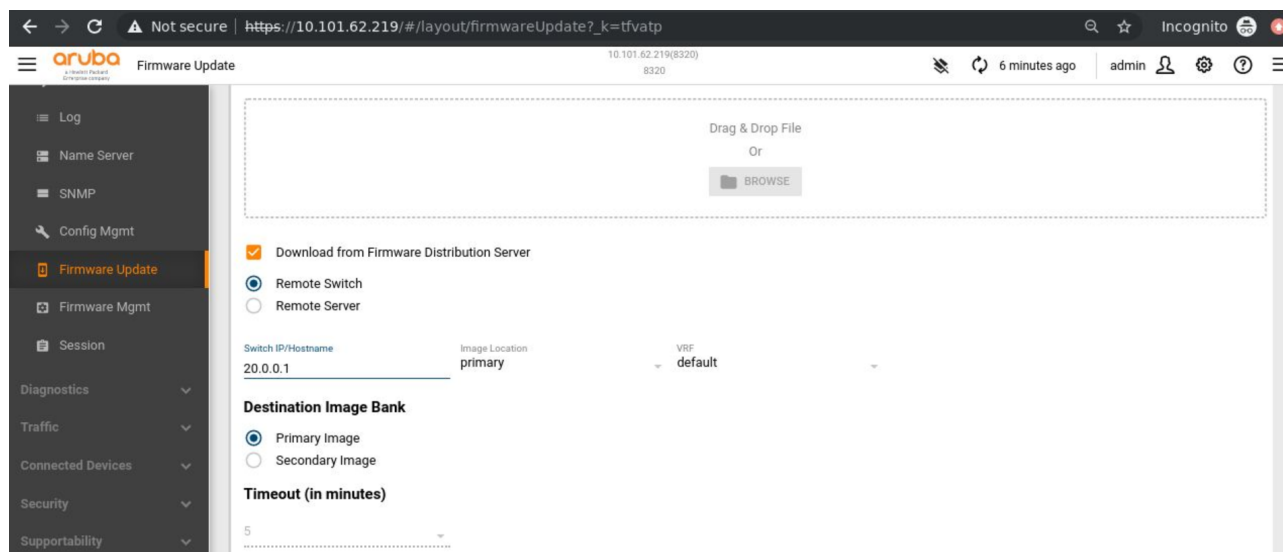 Not secure | https://10.101.62.219/#/layout/firmwareUpdate?_k=tfvatp
Incognito
aruba
a Hewlett Packard
Enterprise company
Firmware Update
10.101.62.219(8320)
8320
6 minutes ago
admin
Log
Name Server
SNMP
Config Mgmt
Firmware Update
Firmware Mgmt
Session
Diagnostics
Traffic
Connected Devices
Security
Supportability
Drag & Drop File
Or
BROWSE
Download from Firmware Distribution Server
Remote Switch
Remote Server
Switch IP/Hostname
20.0.0.1
Image Location
primary
VRF
default
Destination Image Bank
Primary Image
Secondary Image
Timeout (in minutes)
5